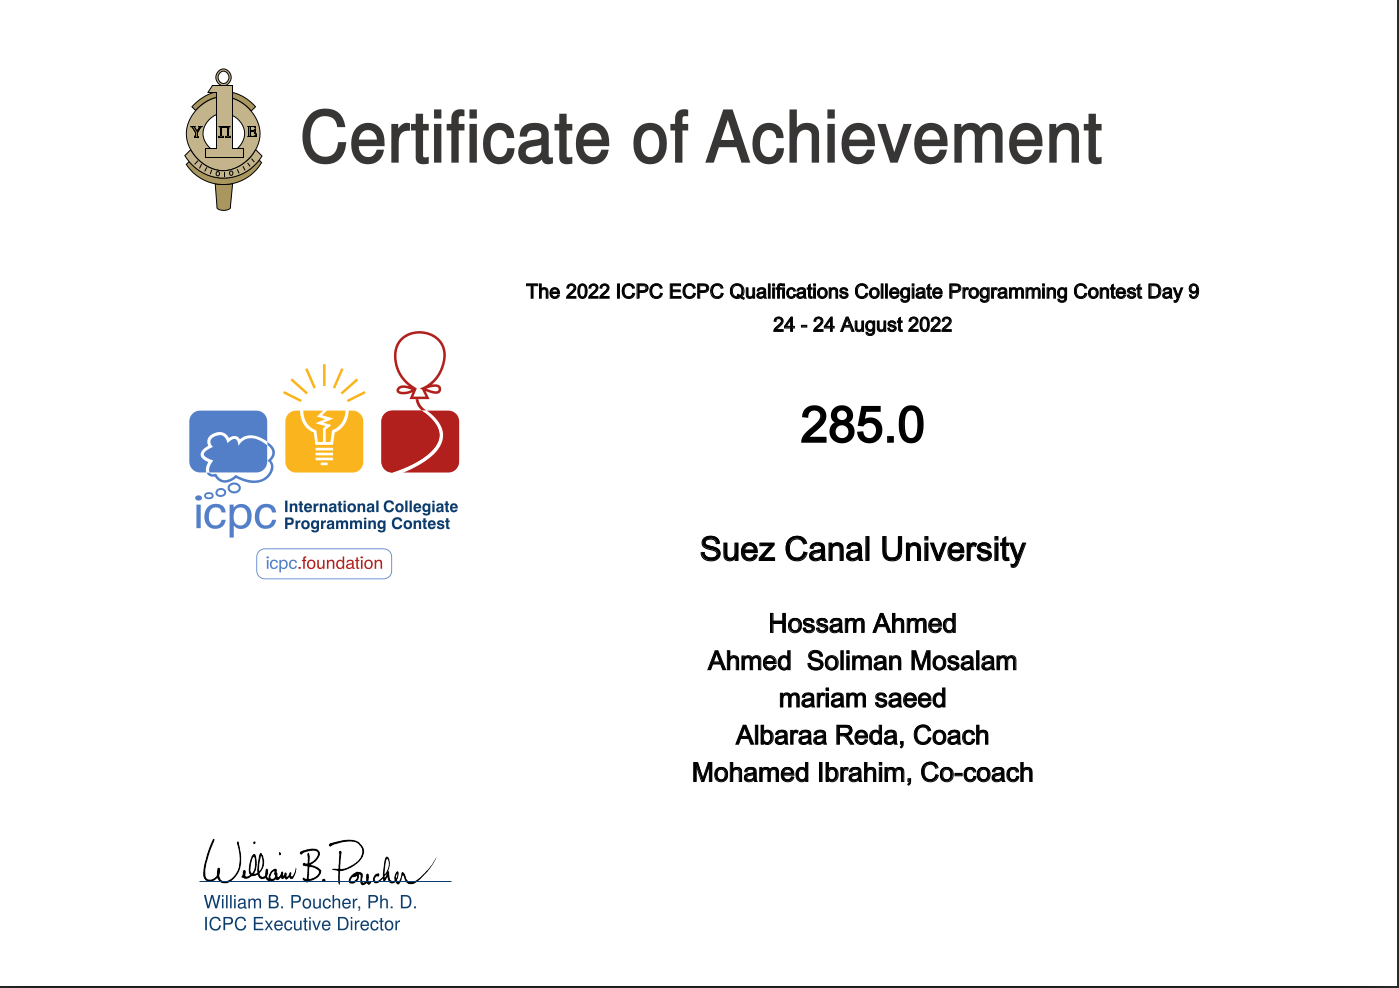 Certificate of Achievement
Υ Π Ε
The 2022 ICPC ECPC Qualifications Collegiate Programming Contest Day 9
24 - 24 August 2022
285.0
icpc International Collegiate
Programming Contest
icpc.foundation
Suez Canal University
Hossam Ahmed
Ahmed  Soliman Mosalam
mariam saeed
Albaraa Reda, Coach
Mohamed Ibrahim, Co-coach
William B. Poucher
William B. Poucher, Ph. D.
ICPC Executive Director